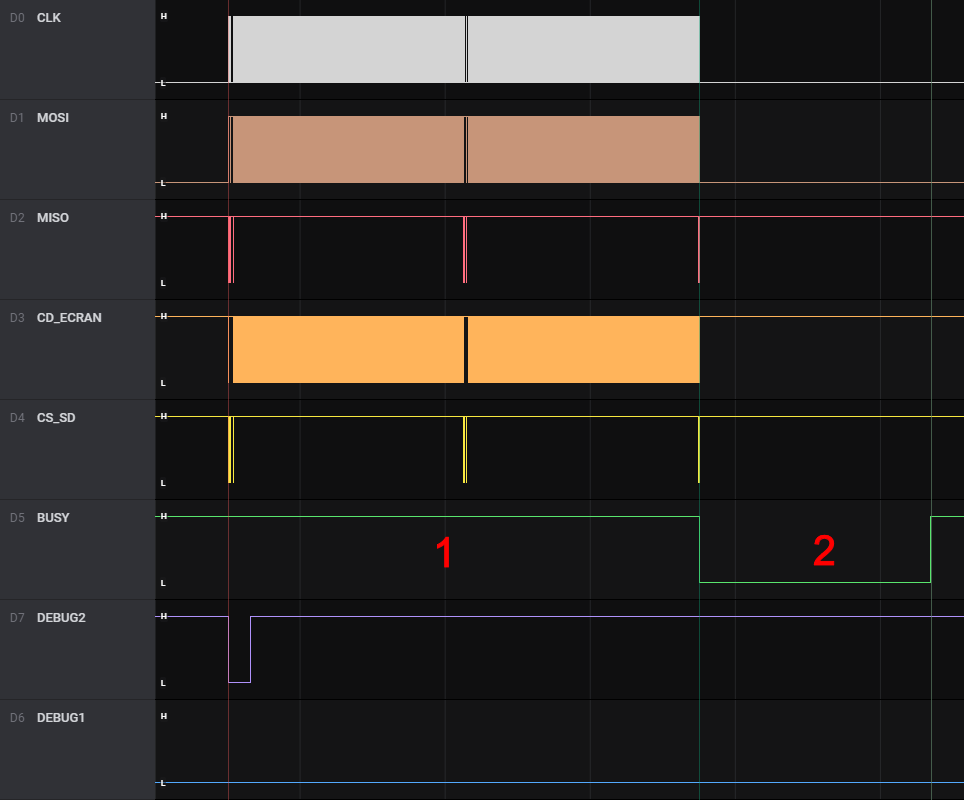 D0 CLK H
L
D1 MOSI H
L
D2 MISO H
L
D3 CD_ECRAN H
L
D4 CS_SD H
L
D5 BUSY H
1 2
L
D7 DEBUG2 H
L
D6 DEBUG1 H
L